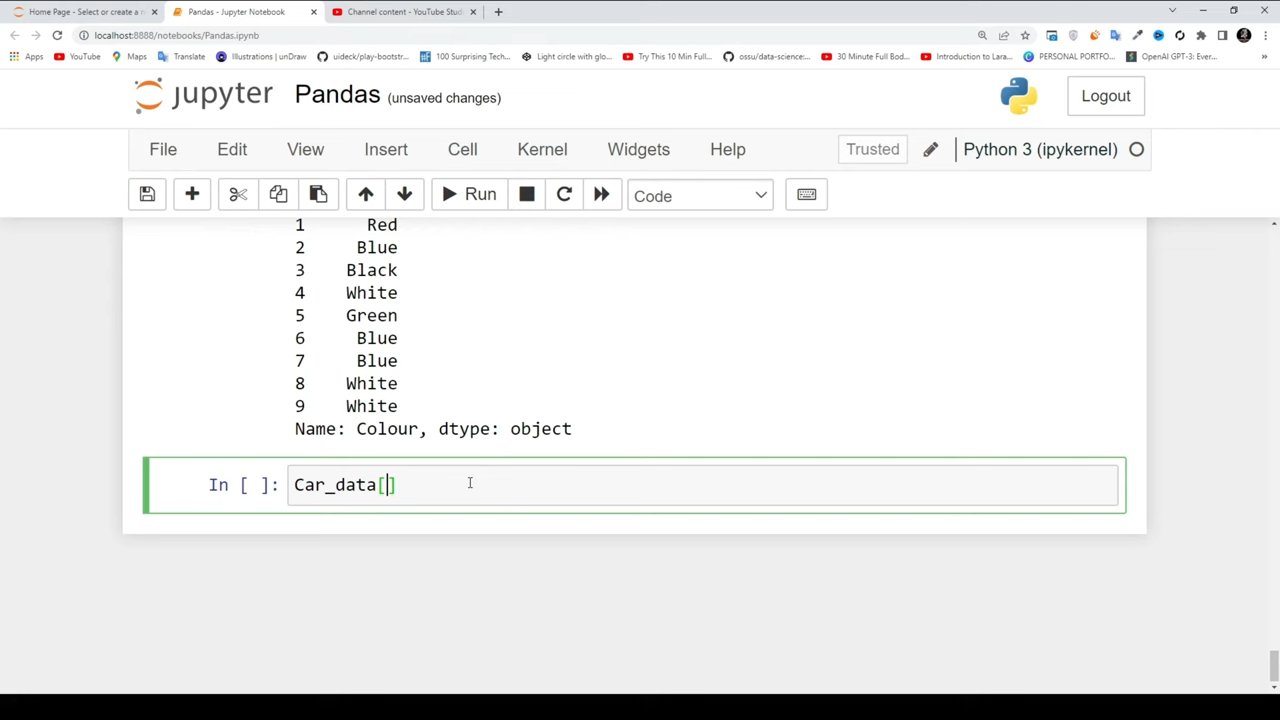 Home Page - Select or create a n
Pandas - Jupyter Notebook
Channel content - YouTube Stud
localhost:8888/notebooks/Pandas.ipynb
Apps
YouTube
Maps
Translate
Illustrations | unDraw
uideck/play-bootstr...
100 Surprising Tech...
Light circle with glo...
Try This 10 Min Full...
ossu/data-science:...
30 Minute Full Bod...
Introduction to Lara...
PERSONAL PORTFO...
OpenAI GPT-3: Ever...
jupyter
Pandas (unsaved changes)
Logout
File
Edit
View
Insert
Cell
Kernel
Widgets
Help
Trusted
Python 3 (ipykernel)
Run
Code
1 Red
2 Blue
3 Black
4 White
5 Green
6 Blue
7 Blue
8 White
9 White
Name: Colour, dtype: object
In [ ]: Car_data[]